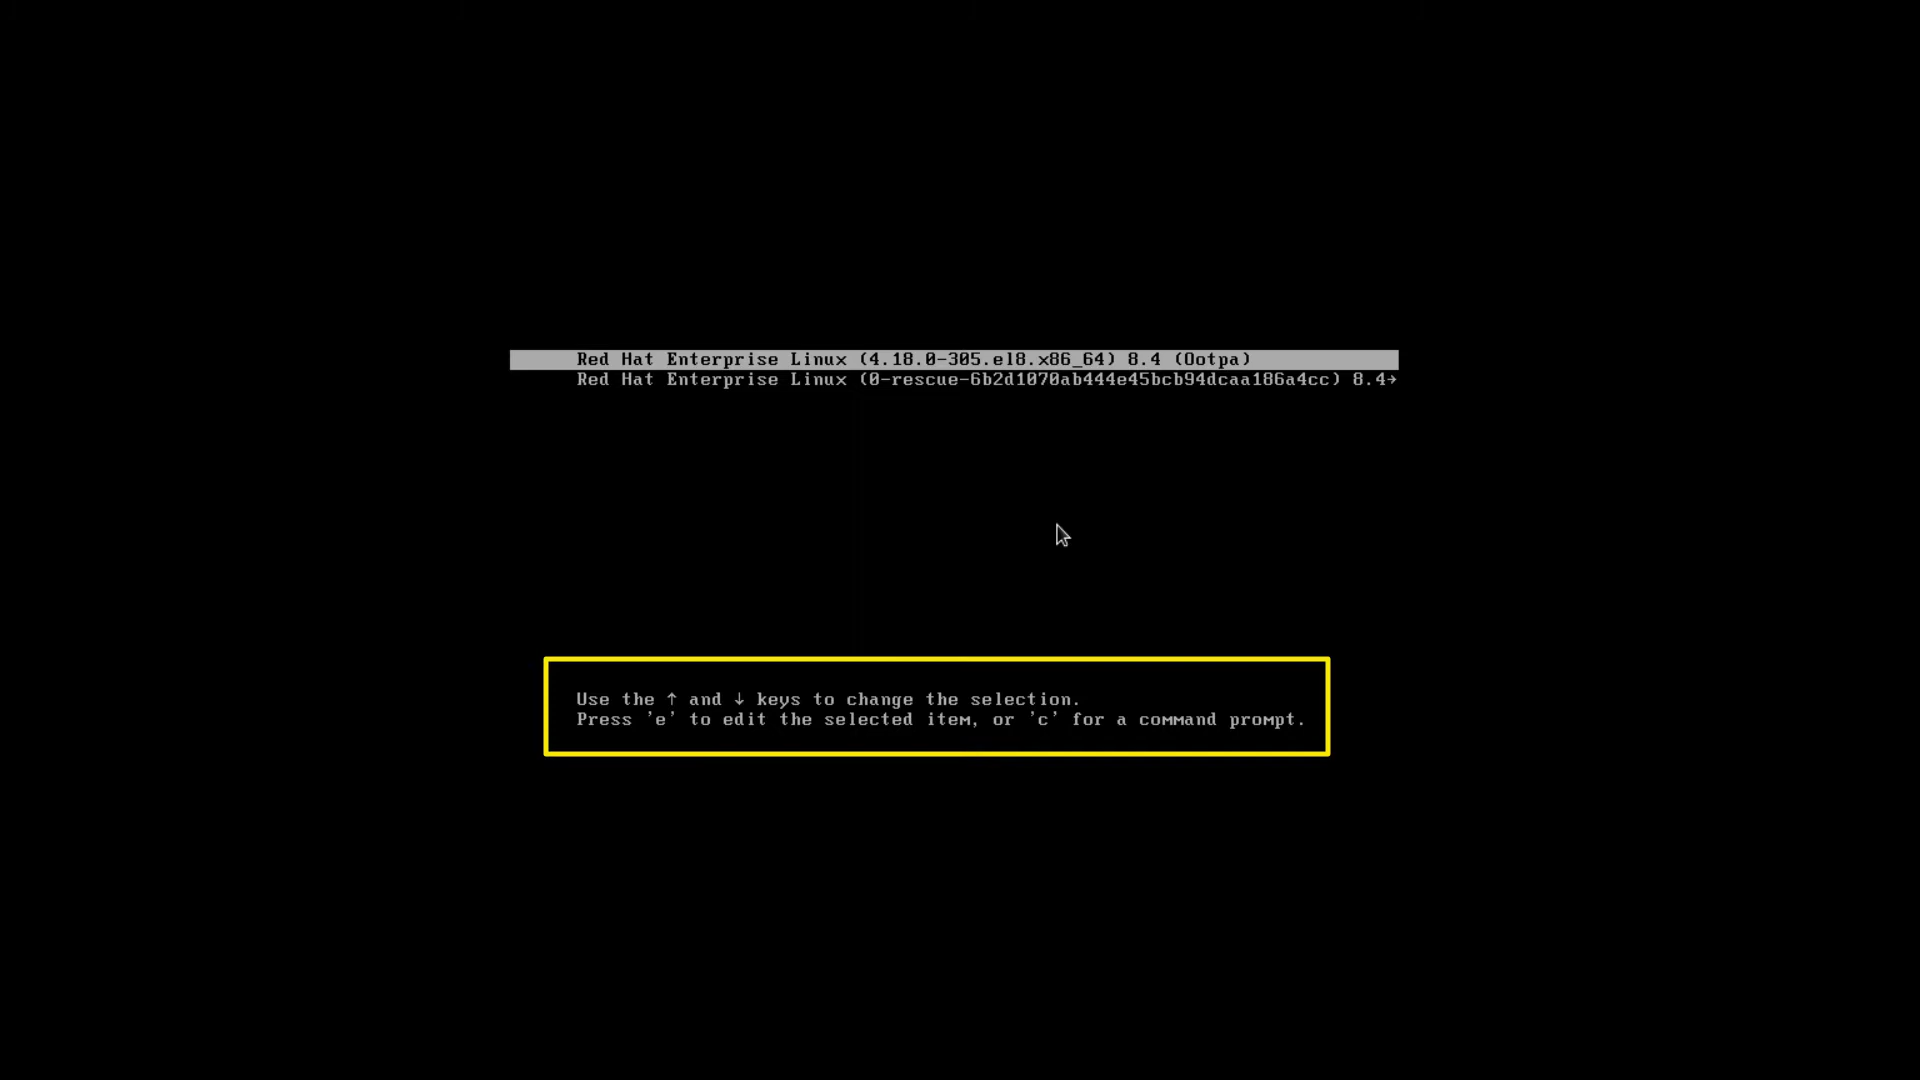 Red Hat Enterprise Linux (4.18.0-305.el8.x86_64) 8.4 (Ootpa)
Red Hat Enterprise Linux (0-rescue-6b2d1070ab444e45bcb94dcaa186a4cc) 8.4→
Use the ↑ and ↓ keys to change the selection.
Press 'e' to edit the selected item, or 'c' for a command prompt.